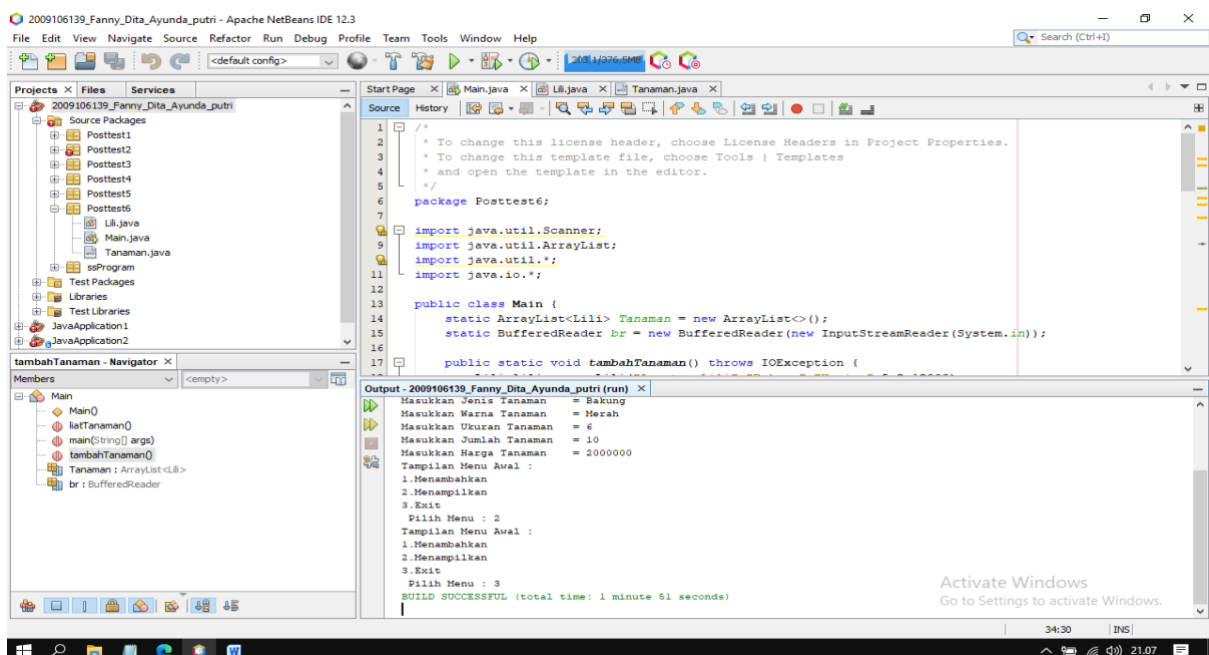 2009106139_Fanny_Dita_Ayunda_putri - Apache NetBeans IDE 12.3
File Edit View Navigate Source Refactor Run Debug Profile Team Tools Window Help
Search (Ctrl+I)
<default config>
Projects Files Services
2009106139_Fanny_Dita_Ayunda_putri
Source Packages
Posttest1
Posttest2
Posttest3
Posttest4
Posttest5
Posttest6
Lili.java
Main.java
Tanaman.java
ssProgram
Test Packages
Libraries
Test Libraries
JavaApplication1
JavaApplication2
tambahTanaman - Navigator
Members <empty>
Main
Main()
liatTanaman()
main(String[] args)
tambahTanaman()
Tanaman : ArrayList<Lili>
br : BufferedReader
Start Page Main.java Lili.java Tanaman.java
Source History
1 /*
2 * To change this license header, choose License Headers in Project Properties.
3 * To change this template file, choose Tools | Templates
4 * and open the template in the editor.
5 */
6 package Posttest6;
7
import java.util.Scanner;
9 import java.util.ArrayList;
import java.util.*;
11 import java.io.*;
12
13 public class Main {
14 static ArrayList<Lili> Tanaman = new ArrayList<>();
15 static BufferedReader br = new BufferedReader(new InputStreamReader(System.in));
16
17 public static void tambahTanaman() throws IOException {
Output - 2009106139_Fanny_Dita_Ayunda_putri (run)
Masukkan Jenis Tanaman = Bakung
Masukkan Warna Tanaman = Merah
Masukkan Ukuran Tanaman = 6
Masukkan Jumlah Tanaman = 10
Masukkan Harga Tanaman = 2000000
Tampilan Menu Awal :
1.Menambahkan
2.Menampilkan
3.Exit
Pilih Menu : 2
Tampilan Menu Awal :
1.Menambahkan
2.Menampilkan
3.Exit
Pilih Menu : 3
BUILD SUCCESSFUL (total time: 1 minute 51 seconds)
Activate Windows
Go to Settings to activate Windows.
34:30 INS
21.07